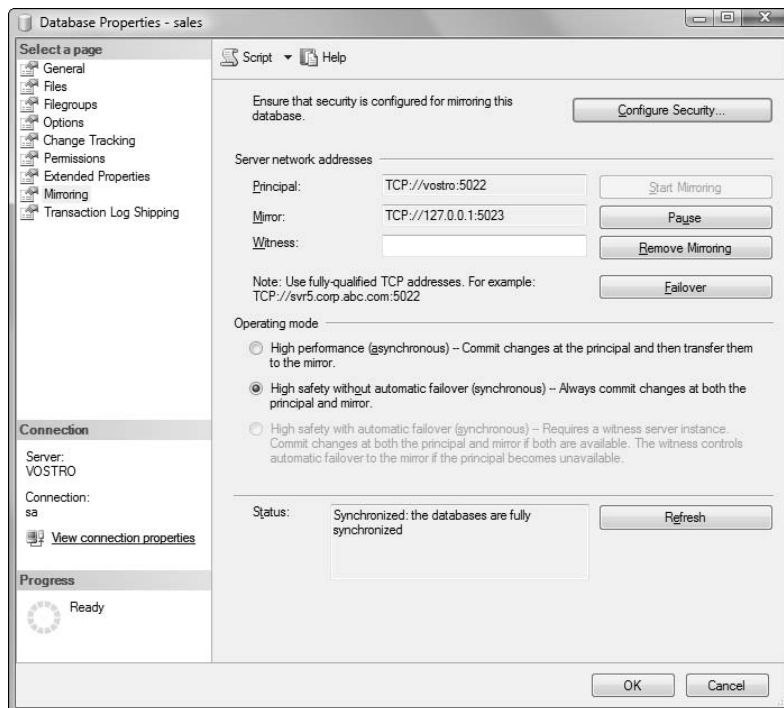 Database Properties - sales
Select a page
General
Files
Filegroups
Options
Change Tracking
Permissions
Extended Properties
Mirroring
Transaction Log Shipping
Connection
Server:
VOSTRO
Connection:
sa
View connection properties
Progress
Ready
Script
Help
Ensure that security is configured for mirroring this
database.
Configure Security...
Server network addresses
Principal:
TCP://vostro:5022
Start Mirroring
Mirror:
TCP://127.0.0.1:5023
Pause
Witness:
Remove Mirroring
Note: Use fully-qualified TCP addresses. For example:
TCP://svr5.corp.abc.com:5022
Failover
Operating mode
High performance (asynchronous) – Commit changes at the principal and then transfer them
to the mirror.
High safety without automatic failover (synchronous) – Always commit changes at both the
principal and mirror.
High safety with automatic failover (synchronous) – Requires a witness server instance.
Commit changes at both the principal and mirror if both are available. The witness controls
automatic failover to the mirror if the principal becomes unavailable.
Status:
Synchronized: the databases are fully
synchronized
Refresh
OK
Cancel